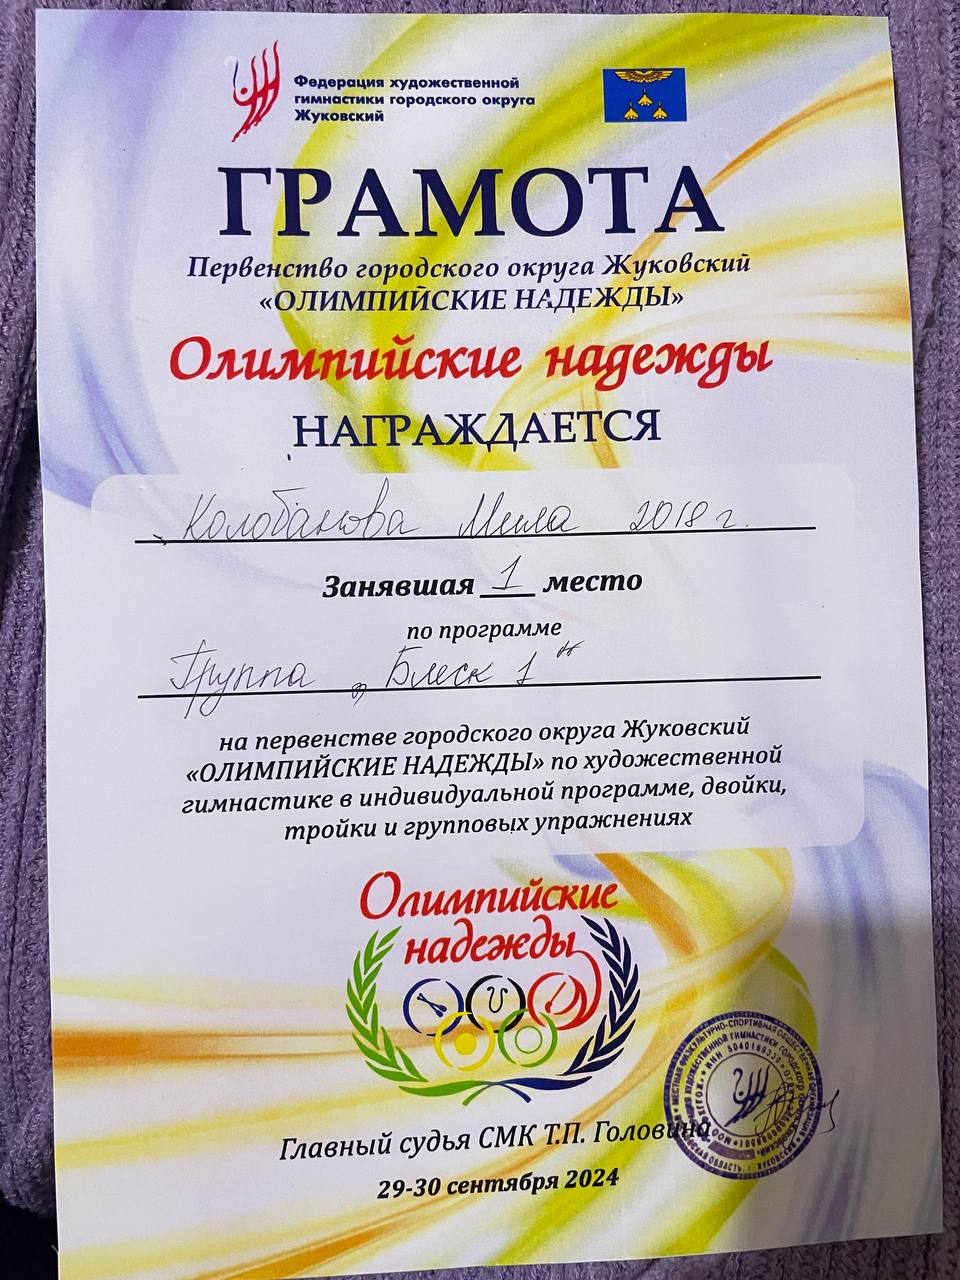 Федерация художественной
гимнастики городского округа
Жуковский
ГРАМОТА
Первенство городского округа Жуковский
«ОЛИМПИЙСКИЕ НАДЕЖДЫ»
Олимпийские надежды
НАГРАЖДАЕТСЯ
Колобанова Мила 2018 г.
Занявшая 1 место
по программе
Группа „Блеск 1"
на первенстве городского округа Жуковский
«ОЛИМПИЙСКИЕ НАДЕЖДЫ» по художественной
гимнастике в индивидуальной программе, двойки,
тройки и групповых упражнениях
Олимпийские
надежды
Главный судья СМК Т.П. Головина
29-30 сентября 2024